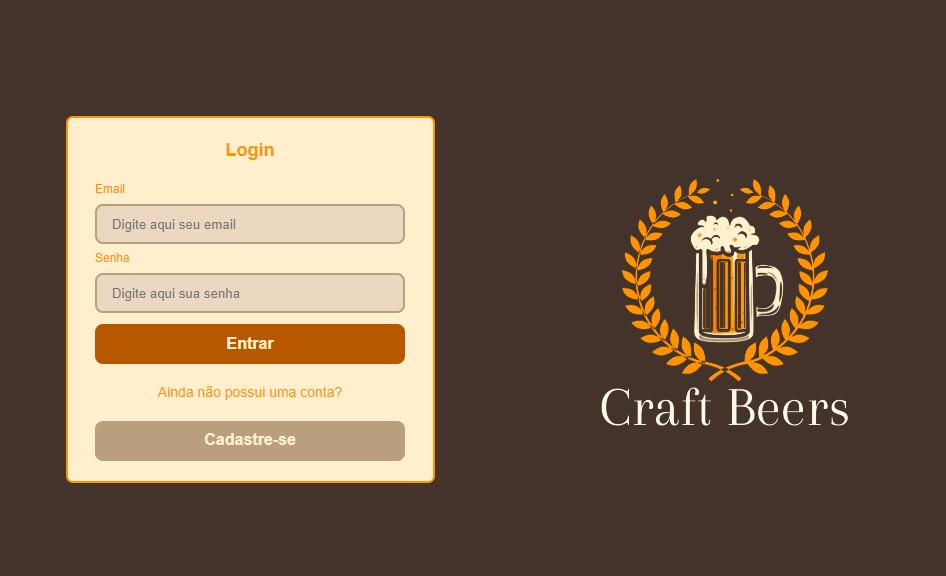 Login
Email
Digite aqui seu email
Senha
Digite aqui sua senha
Entrar
Ainda não possui uma conta?
Cadastre-se
Craft Beers